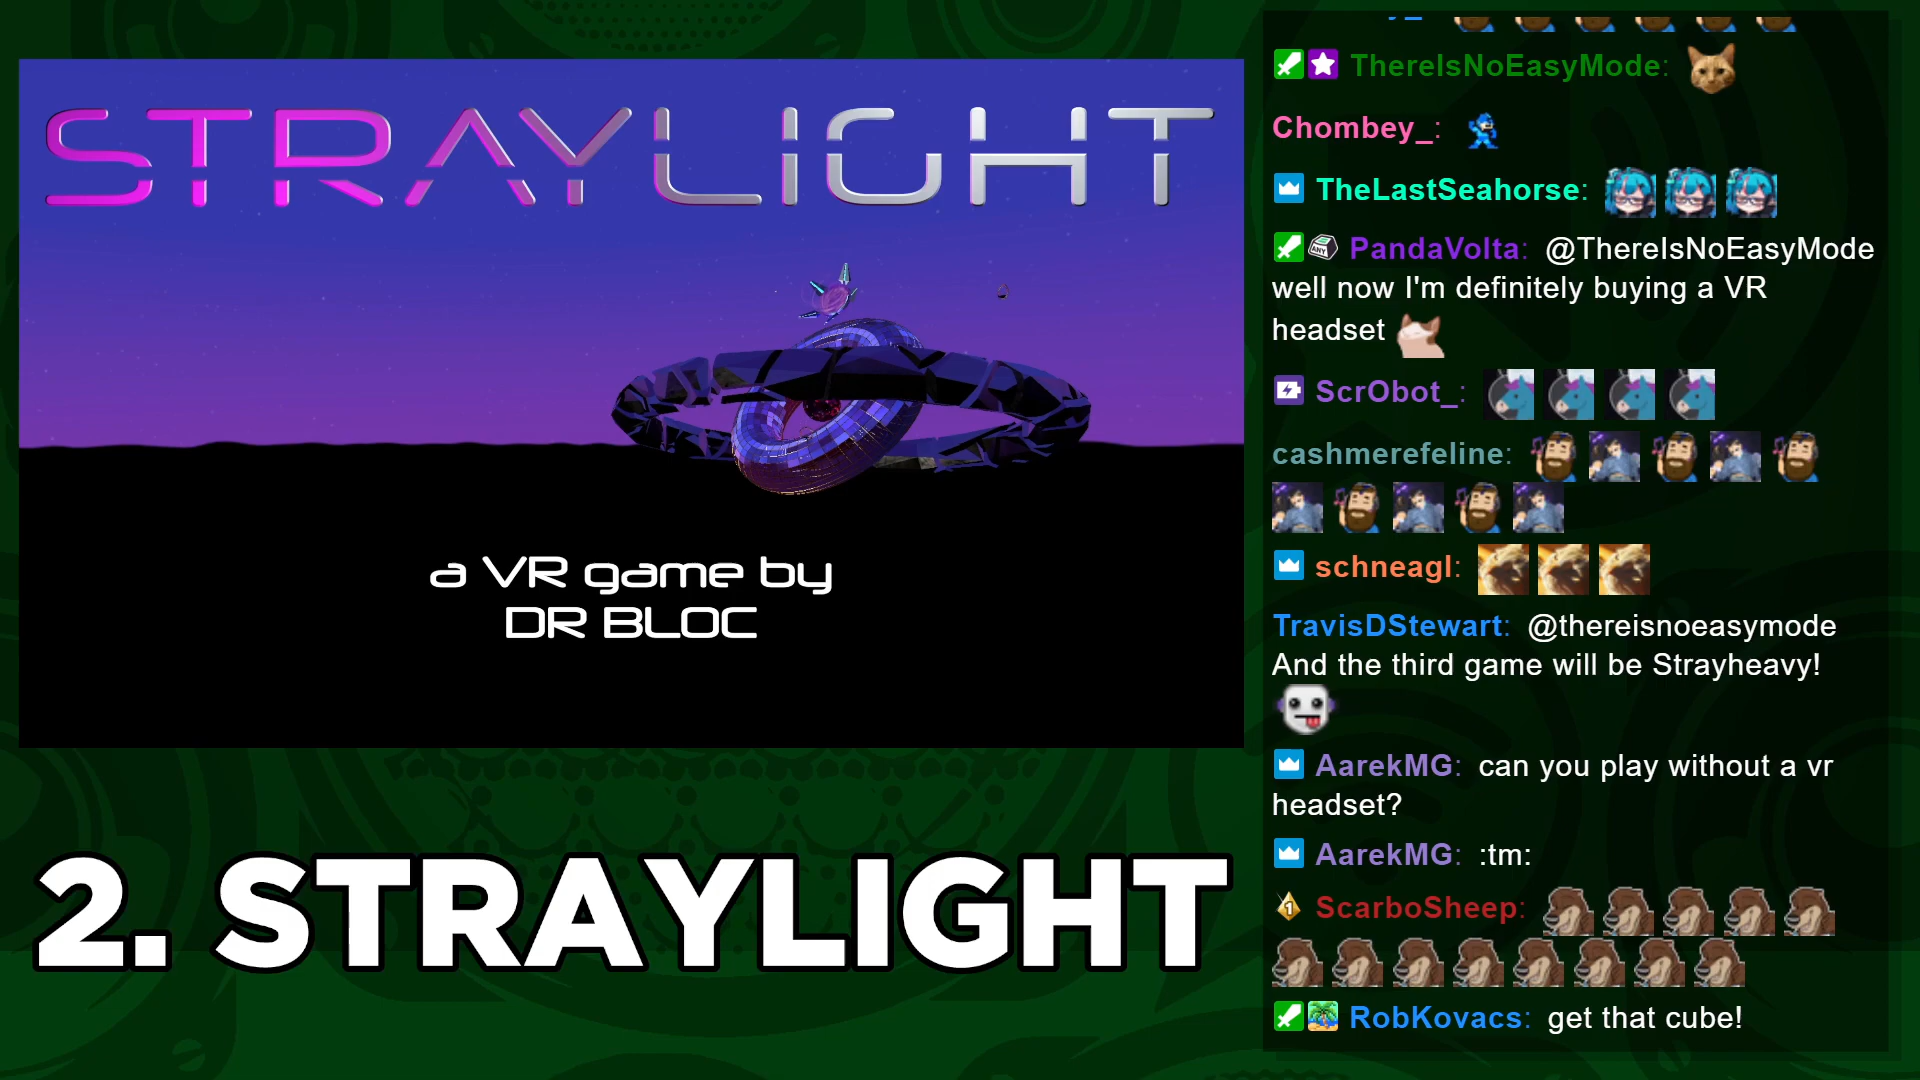 STRAYLIGHT
a VR game by
DR BLOC
2. STRAYLIGHT
ThereIsNoEasyMode:
Chombey_:
TheLastSeahorse:
ANY PandaVolta: @ThereIsNoEasyMode
well now I'm definitely buying a VR
headset
ScrObot_:
cashmerefeline:
schneagl:
TravisDStewart: @thereisnoeasymode
And the third game will be Strayheavy!
AarekMG: can you play without a vr
headset?
AarekMG: :tm:
1 ScarboSheep:
RobKovacs: get that cube!